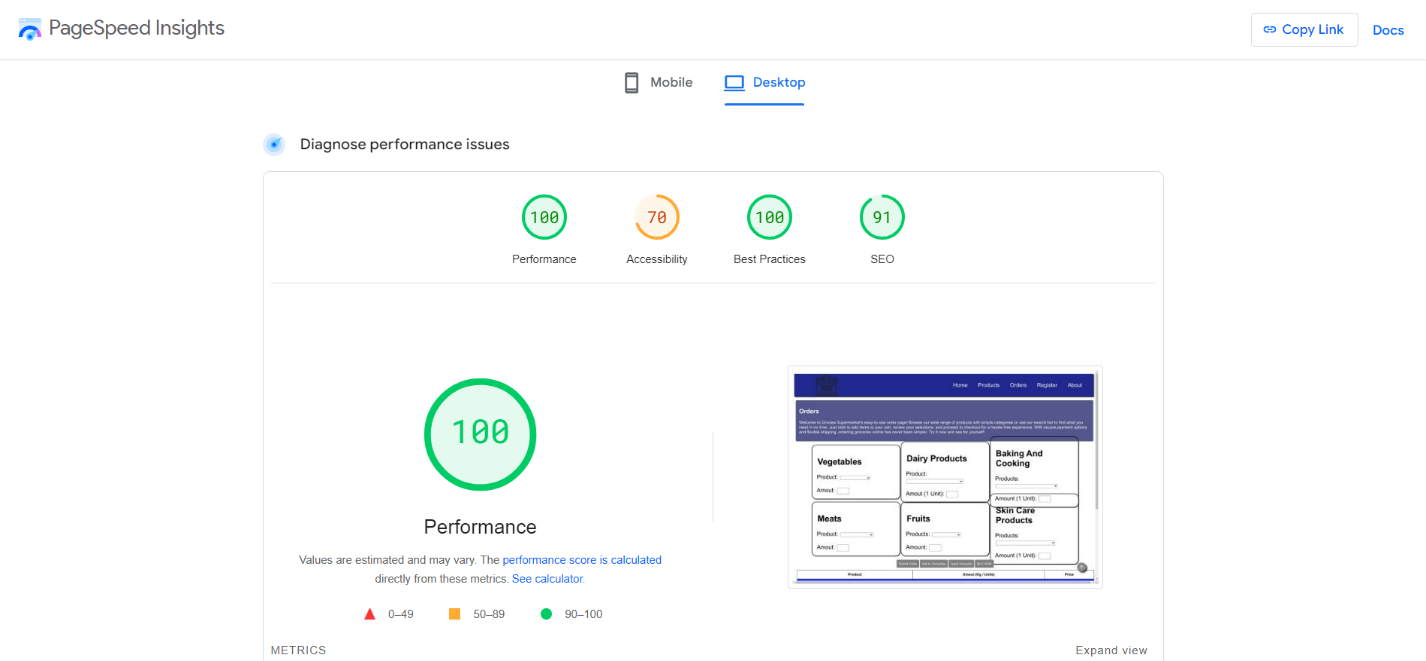 PageSpeed Insights
Copy Link
Docs
Mobile
Desktop
Diagnose performance issues
100
70
100
91
Performance
Accessibility
Best Practices
SEO
100
Performance
Values are estimated and may vary. The performance score is calculated
directly from these metrics. See calculator.
0–49
50–89
90–100
Home Products Orders Register About
Orders
Vegetables
Product:
Amout:
Dairy Products
Product:
Amout (1 Unit):
Baking And
Cooking
Products:
Amount (1 Unit):
Meats
Product:
Amout:
Fruits
Products:
Amount:
Skin Care
Products
Products:
Amount (1 Unit):
Product
Amout (Kg / Units)
Price
METRICS
Expand view